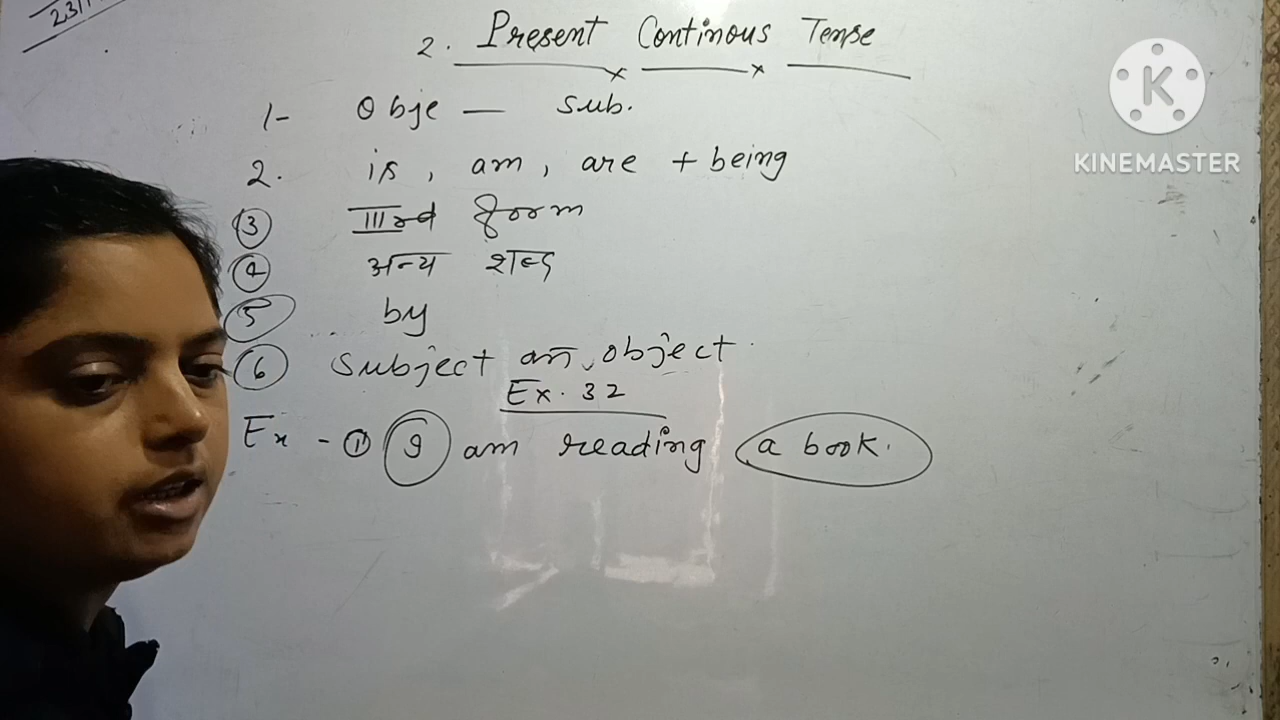 2. Present Continous Tense
1- Obje — Sub.
2. is, am, are + being
③ IIIrd form
④ अन्य शब्द
⑤ by
⑥ Subject का object.
Ex. 32
Ex - ① I am reading a book.
KINEMASTER